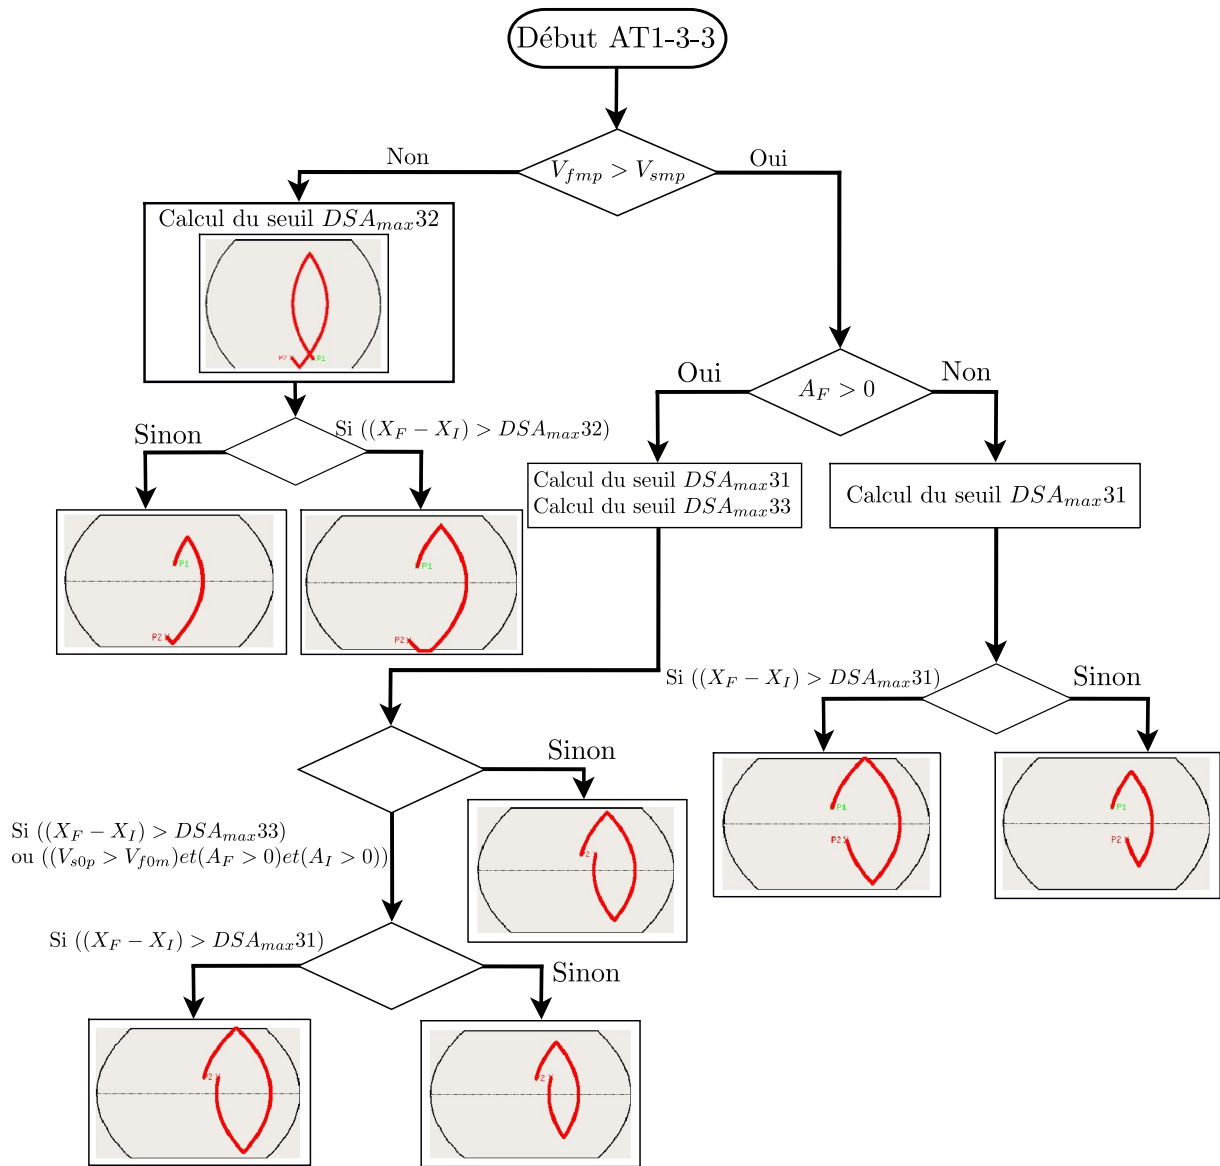 Début AT1-3-3
Non
Oui
$V_{fmp} > V_{smp}$
Calcul du seuil $DSA_{max}32$
P2
P1
Oui
Non
$A_F > 0$
Sinon
Si $((X_F - X_I) > DSA_{max}32)$
Calcul du seuil $DSA_{max}31$
Calcul du seuil $DSA_{max}33$
Calcul du seuil $DSA_{max}31$
P1
P2
P1
P2
Si $((X_F - X_I) > DSA_{max}31)$
Sinon
Sinon
P1
P2
P1
P2
Si $((X_F - X_I) > DSA_{max}33)$
ou $((V_{s0p} > V_{f0m})et(A_F > 0)et(A_I > 0))$
2
Si $((X_F - X_I) > DSA_{max}31)$
Sinon
P2
2